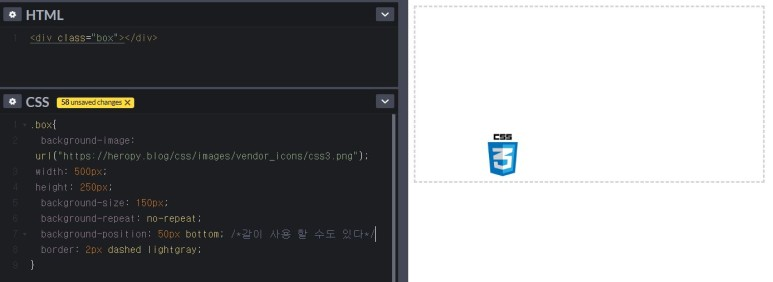 HTML
1 <div class="box"></div>
CSS 58 unsaved changes X
1 .box{
2 background-image:
url("https://heropy.blog/css/images/vendor_icons/css3.png");
3 width: 500px;
4 height: 250px;
5 background-size: 150px;
6 background-repeat: no-repeat;
7 background-position: 50px bottom; /*같이 사용 할 수도 있다*/
8 border: 2px dashed lightgray;
9 }
CSS
3